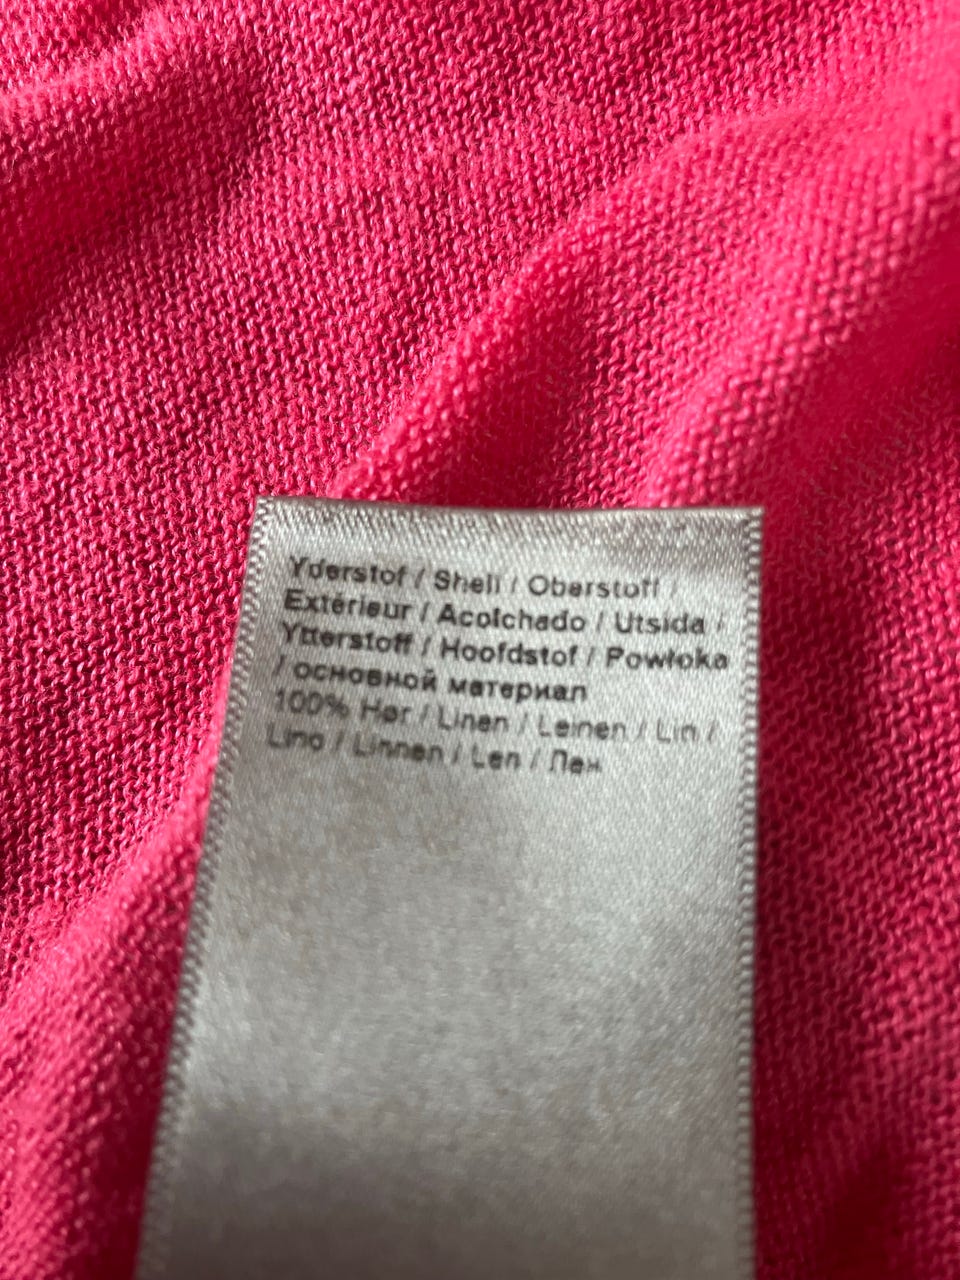 Yderstof / Shell / Oberstoff /
Extérieur / Acolchado / Utsida /
Ytterstoff / Hoofdstof / Powłoka
/ основной материал
100% Hør / Linen / Leinen / Lin /
Lino / Linnen / Len / Лен